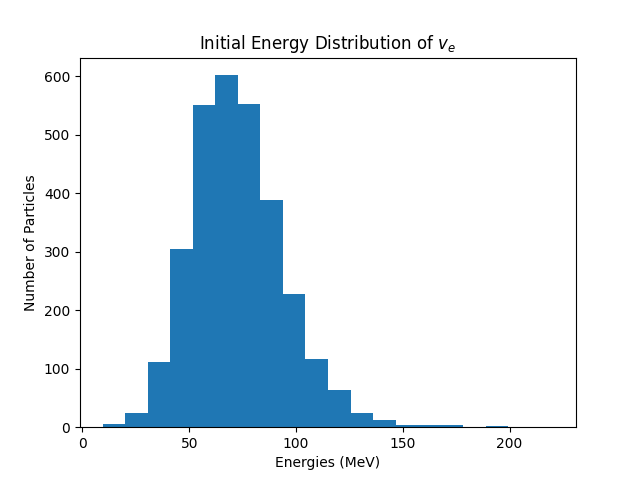 Initial Energy Distribution of $v_e$
Number of Particles
600
500
400
300
200
100
0
0 50 100 150 200
Energies (MeV)